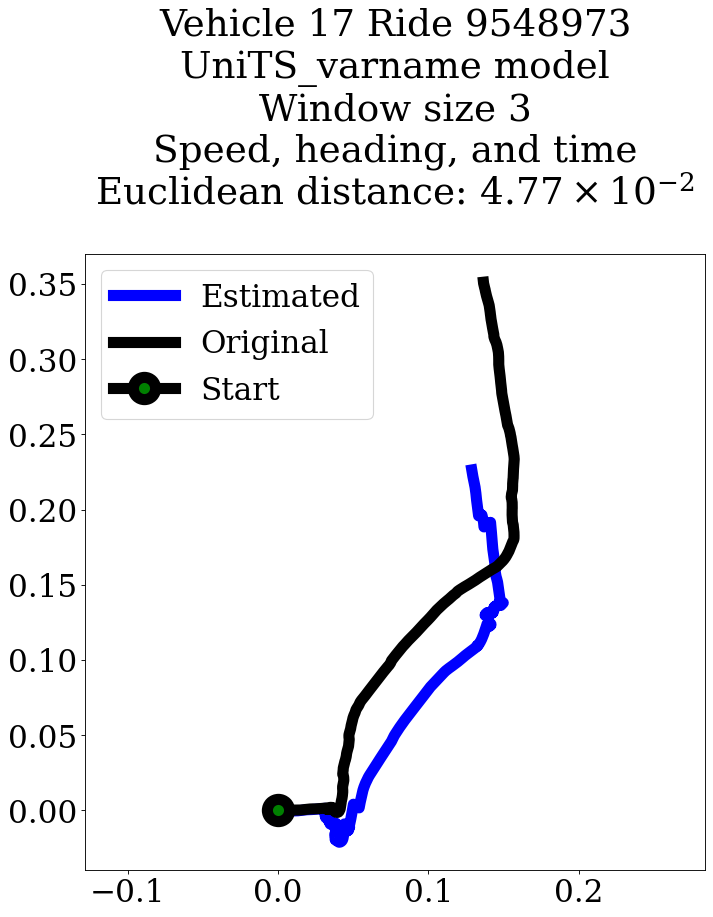 Vehicle 17 Ride 9548973
UniTS_varname model
Window size 3
Speed, heading, and time
Euclidean distance: 4.77 × 10⁻²
Estimated
Original
Start
0.35
0.30
0.25
0.20
0.15
0.10
0.05
0.00
−0.1 0.0 0.1 0.2